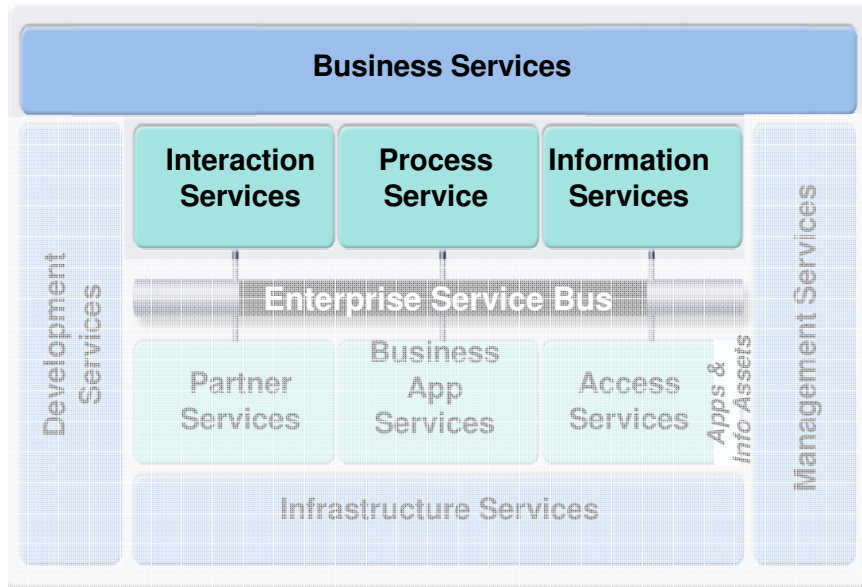 Business Services
Interaction
Services
Process
Service
Information
Services
Enterprise Service Bus
Partner
Services
Business
App
Services
Access
Services
Apps &
Info Assets
Infrastructure Services
Development
Services
Management Services